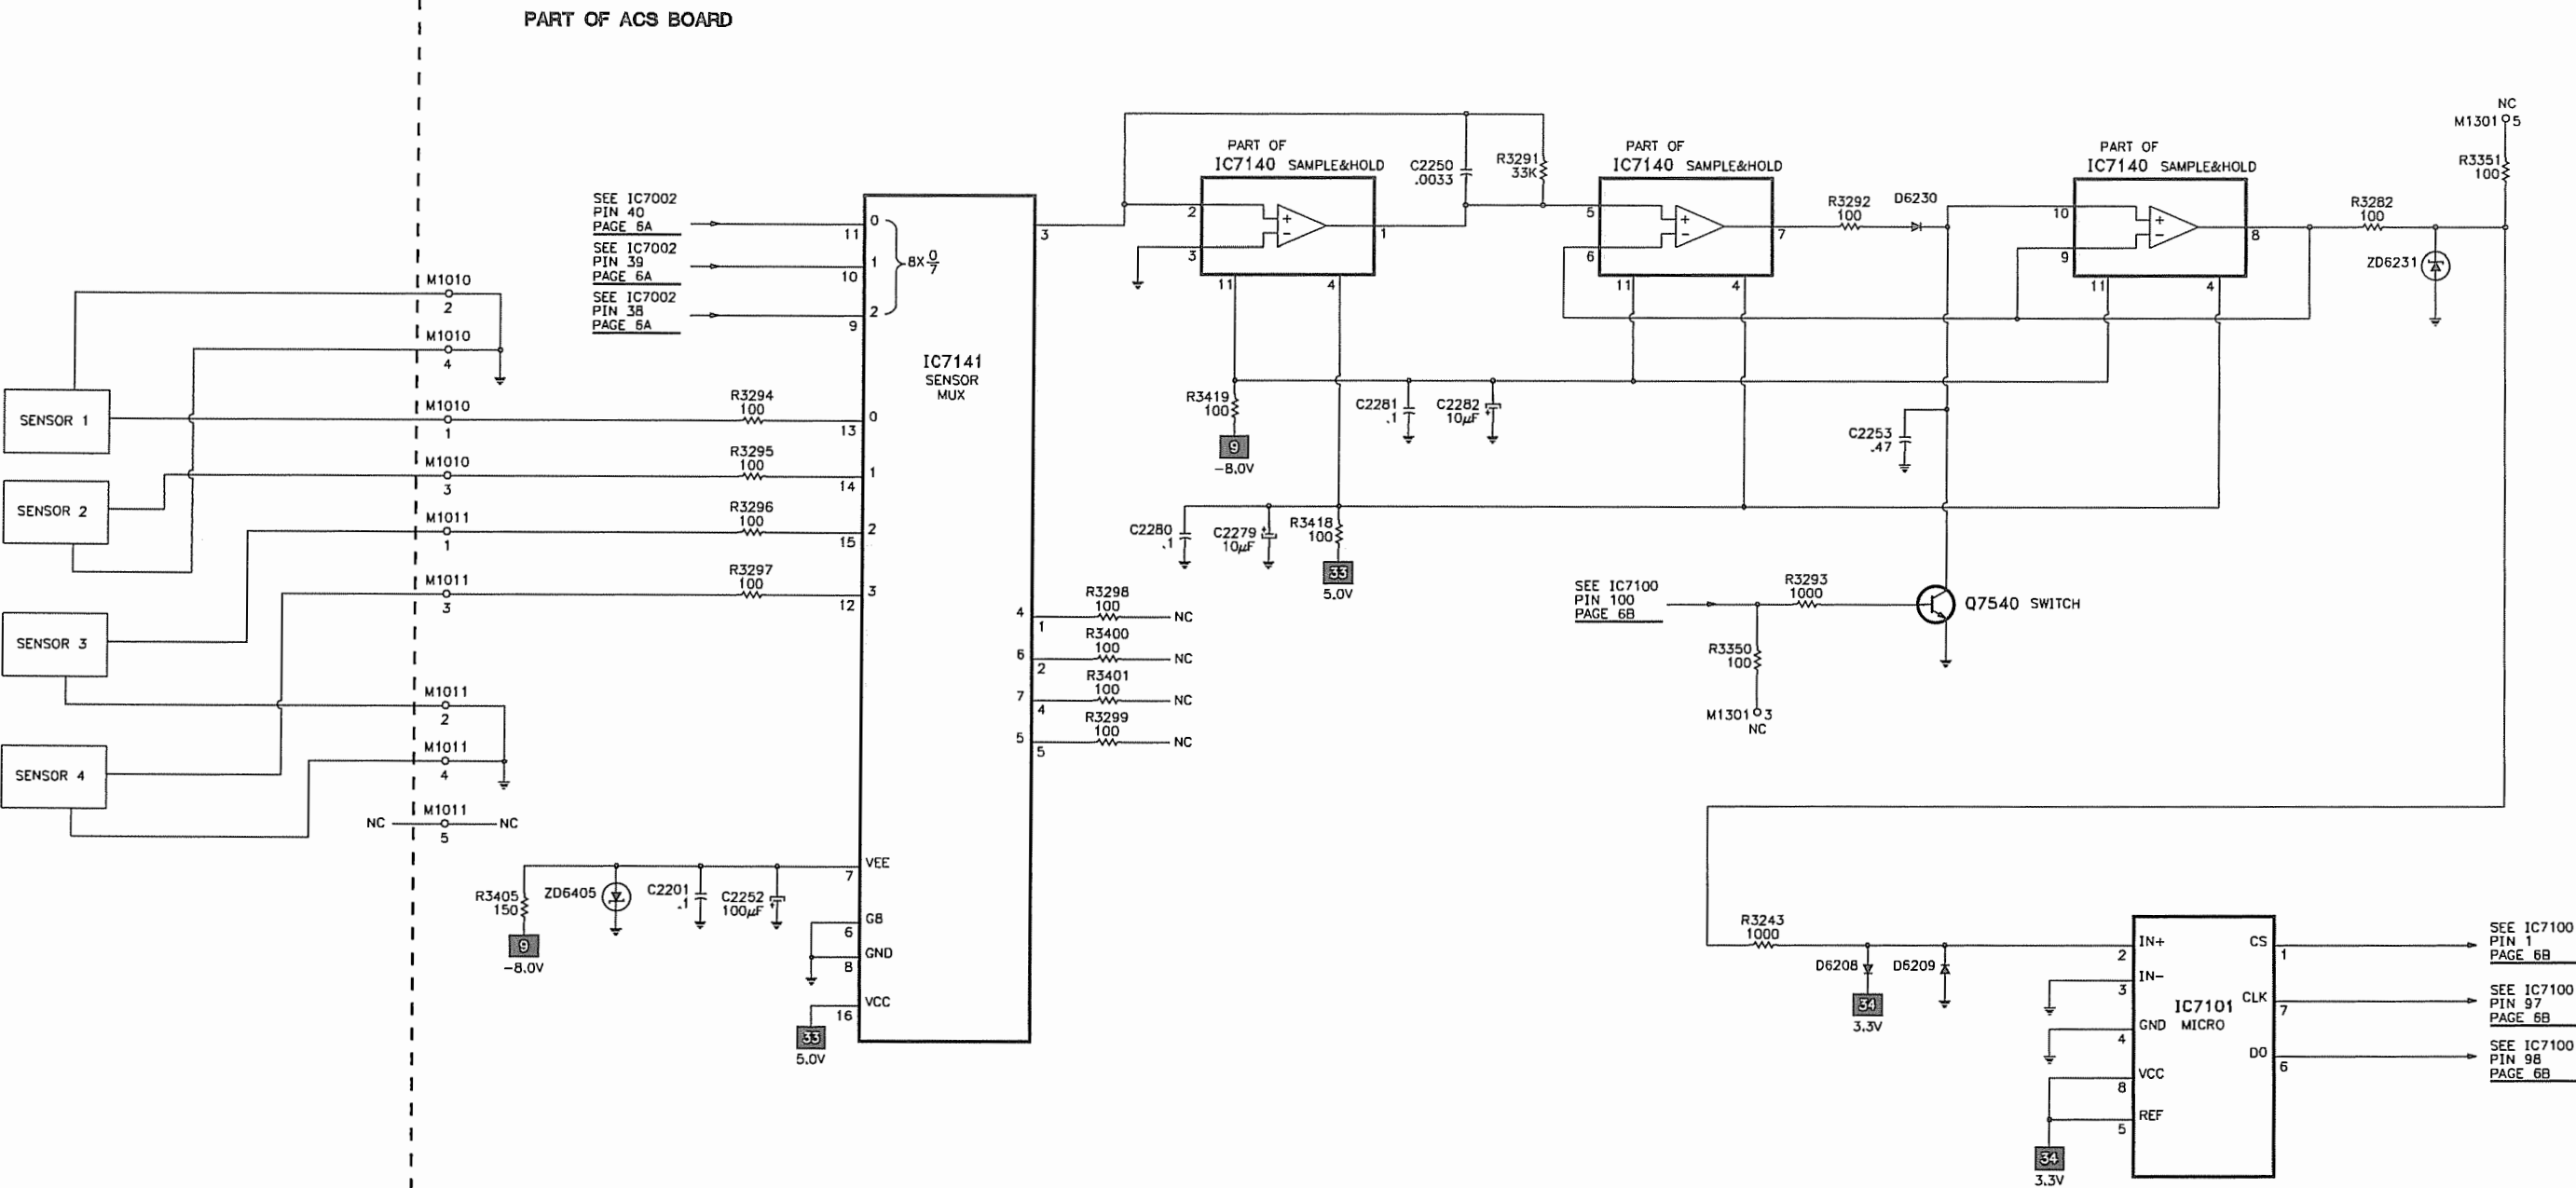 PART OF ACS BOARD
SEE IC7002
PIN 40
PAGE 6A
SEE IC7002
PIN 39
PAGE 6A
SEE IC7002
PIN 38
PAGE 6A
0
11
1
10
2
9
8X 0/7
3
IC7141
SENSOR
MUX
M1010
2
M1010
4
M1010
1
M1010
3
M1011
1
M1011
3
M1011
2
M1011
4
NC
M1011
5
NC
SENSOR 1
SENSOR 2
SENSOR 3
SENSOR 4
R3294
100
0
13
R3295
100
1
14
R3296
100
2
15
R3297
100
3
12
4
1
R3298
100
NC
6
2
R3400
100
NC
7
4
R3401
100
NC
5
5
R3299
100
NC
VEE
7
G8
6
GND
8
VCC
16
R3405
150
9
-8.0V
ZD6405
C2201
.1
C2252
100µF
33
5.0V
PART OF
IC7140 SAMPLE&HOLD
2
3
+
-
1
11
4
C2250
.0033
R3291
33K
PART OF
IC7140 SAMPLE&HOLD
5
6
+
-
7
11
4
R3292
100
D6230
PART OF
IC7140 SAMPLE&HOLD
10
9
+
-
8
11
4
R3282
100
NC
M1301 5
R3351
100
ZD6231
R3419
100
9
-8.0V
C2281
.1
C2282
10µF
C2253
.47
C2280
.1
C2279
10µF
R3418
100
33
5.0V
SEE IC7100
PIN 100
PAGE 6B
R3293
1000
Q7540 SWITCH
R3350
100
M1301 3
NC
R3243
1000
D6208
34
3.3V
D6209
IN+
2
IN-
3
GND
4
VCC
8
REF
5
IC7101
MICRO
CS
1
CLK
7
DO
6
34
3.3V
SEE IC7100
PIN 1
PAGE 6B
SEE IC7100
PIN 97
PAGE 6B
SEE IC7100
PIN 98
PAGE 6B